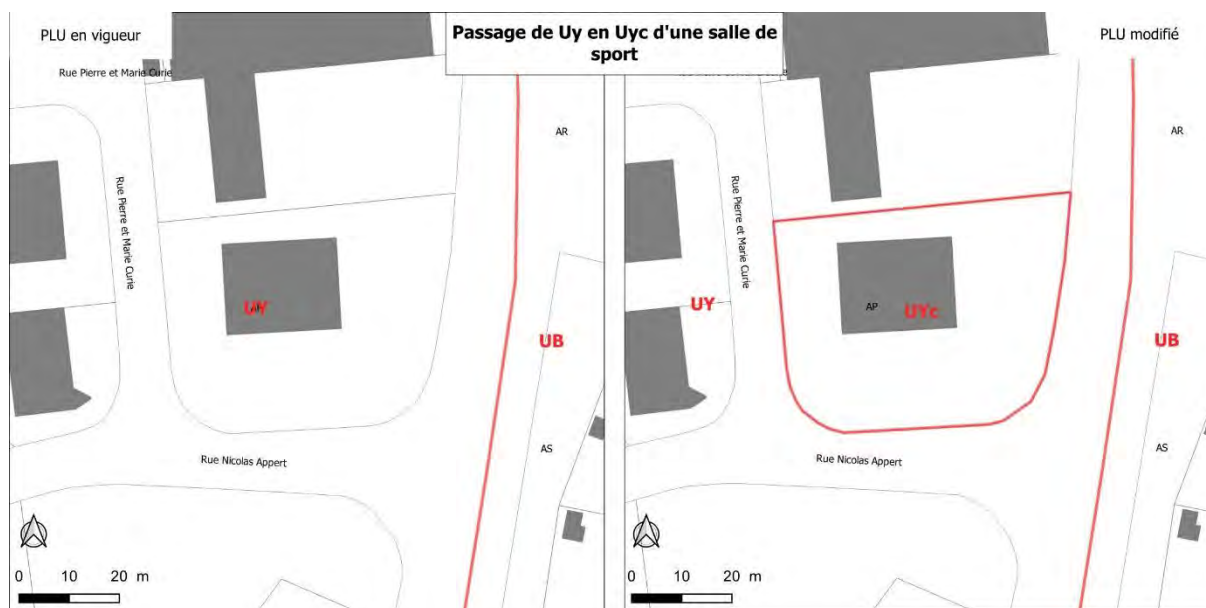 PLU en vigueur
Passage de Uy en Uyc d'une salle de
sport
PLU modifié
Rue Pierre et Marie Curie
AR
Rue Pierre et Marie Curie
UY
UB
AS
Rue Nicolas Appert
0 10 20 m
AR
Rue Pierre et Marie Curie
UY
AP
UYc
UB
AS
Rue Nicolas Appert
0 10 20 m